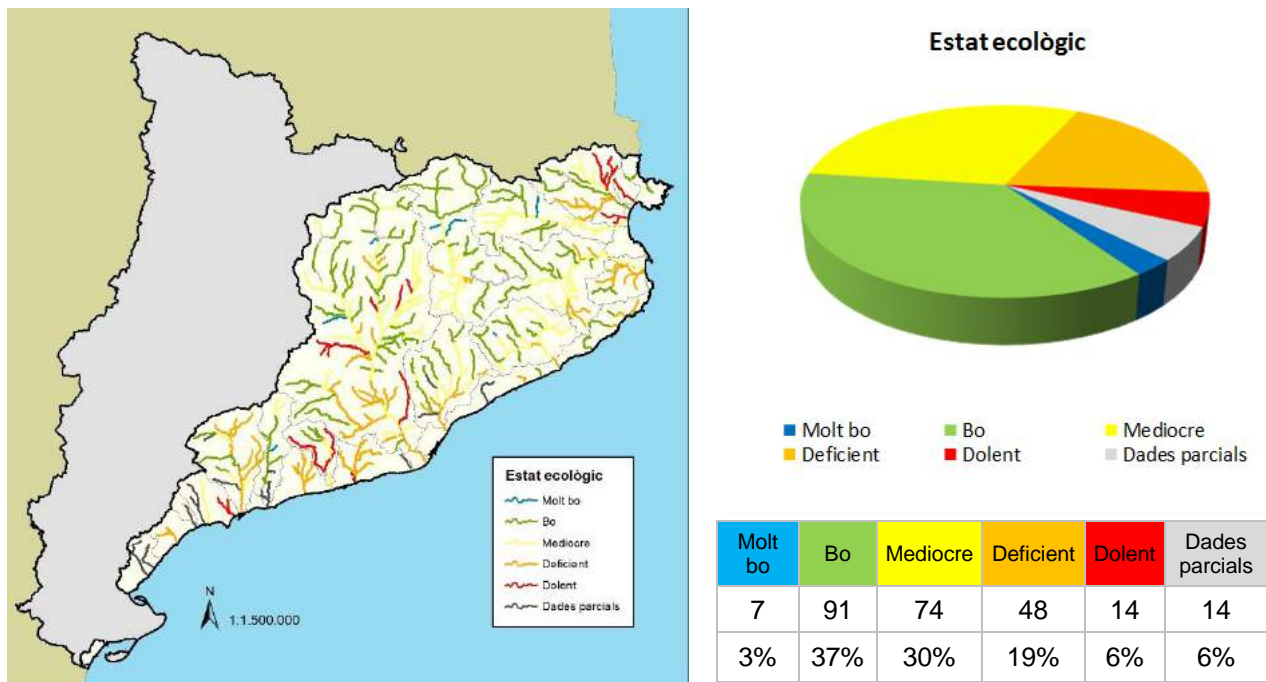 N
1:1.500.000
Estat ecològic
Molt bo
Bo
Mediocre
Deficient
Dolent
Dades parcials
Estat ecològic
Molt bo
Bo
Mediocre
Deficient
Dolent
Dades parcials
Molt bo
Bo
Mediocre
Deficient
Dolent
Dades parcials
7 91 74 48 14 14
3% 37% 30% 19% 6% 6%